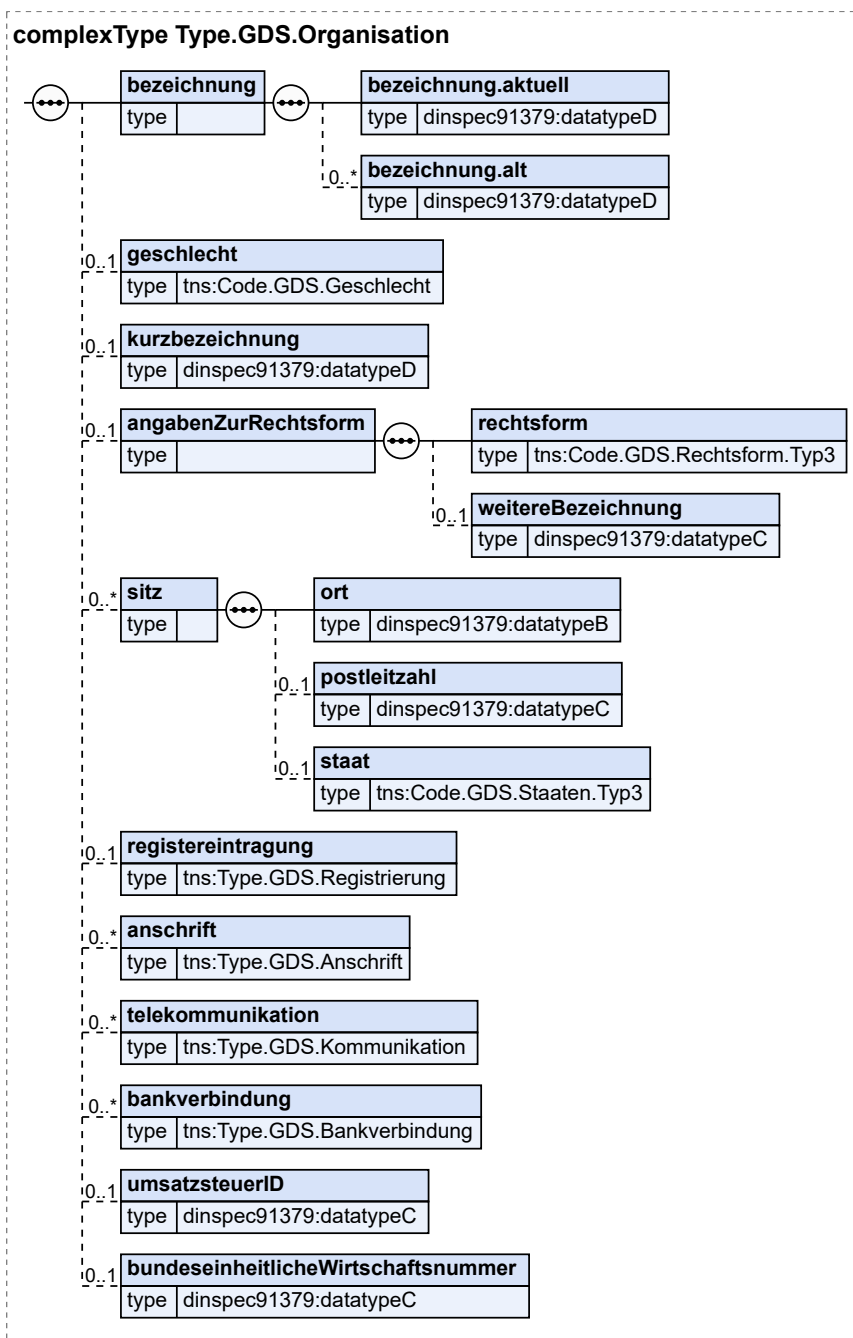 complexType Type.GDS.Organisation
bezeichnung
type
bezeichnung.aktuell
type dinspec91379:datatypeD
0..* bezeichnung.alt
type dinspec91379:datatypeD
0..1 geschlecht
type tns:Code.GDS.Geschlecht
0..1 kurzbezeichnung
type dinspec91379:datatypeD
0..1 angabenZurRechtsform
type
rechtsform
type tns:Code.GDS.Rechtsform.Typ3
0..1 weitereBezeichnung
type dinspec91379:datatypeC
0..* sitz
type
ort
type dinspec91379:datatypeB
0..1 postleitzahl
type dinspec91379:datatypeC
0..1 staat
type tns:Code.GDS.Staaten.Typ3
0..1 registereintragung
type tns:Type.GDS.Registrierung
0..* anschrift
type tns:Type.GDS.Anschrift
0..* telekommunikation
type tns:Type.GDS.Kommunikation
0..* bankverbindung
type tns:Type.GDS.Bankverbindung
0..1 umsatzsteuerID
type dinspec91379:datatypeC
0..1 bundeseinheitlicheWirtschaftsnummer
type dinspec91379:datatypeC